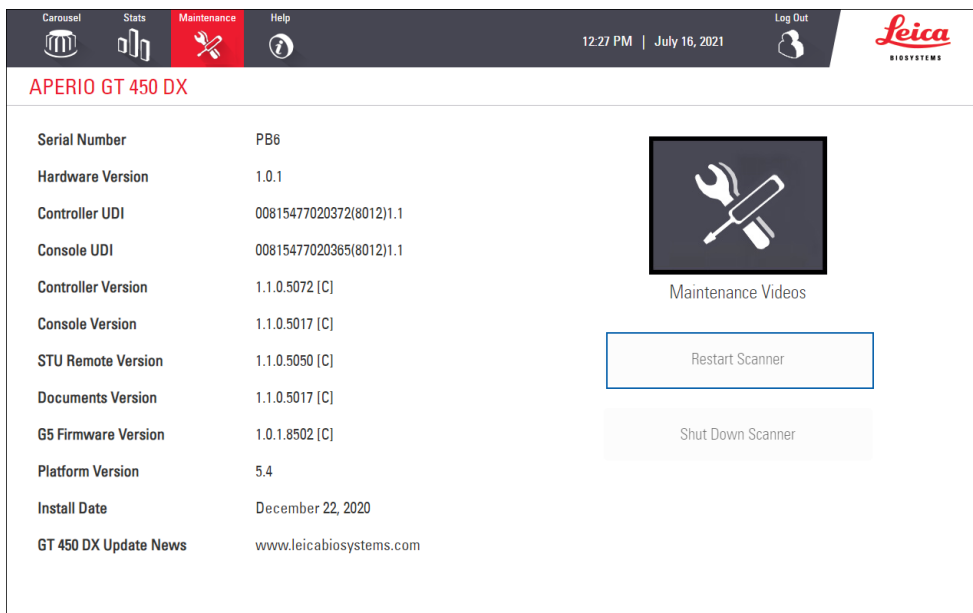 Carousel Stats Maintenance Help Log Out
12:27 PM | July 16, 2021
Leica
BIOSYSTEMS
APERIO GT 450 DX
Serial Number PB6
Hardware Version 1.0.1
Controller UDI 00815477020372(8012)1.1
Console UDI 00815477020365(8012)1.1
Controller Version 1.1.0.5072 [C]
Console Version 1.1.0.5017 [C]
STU Remote Version 1.1.0.5050 [C]
Documents Version 1.1.0.5017 [C]
G5 Firmware Version 1.0.1.8502 [C]
Platform Version 5.4
Install Date December 22, 2020
GT 450 DX Update News www.leicabiosystems.com
Maintenance Videos
Restart Scanner
Shut Down Scanner